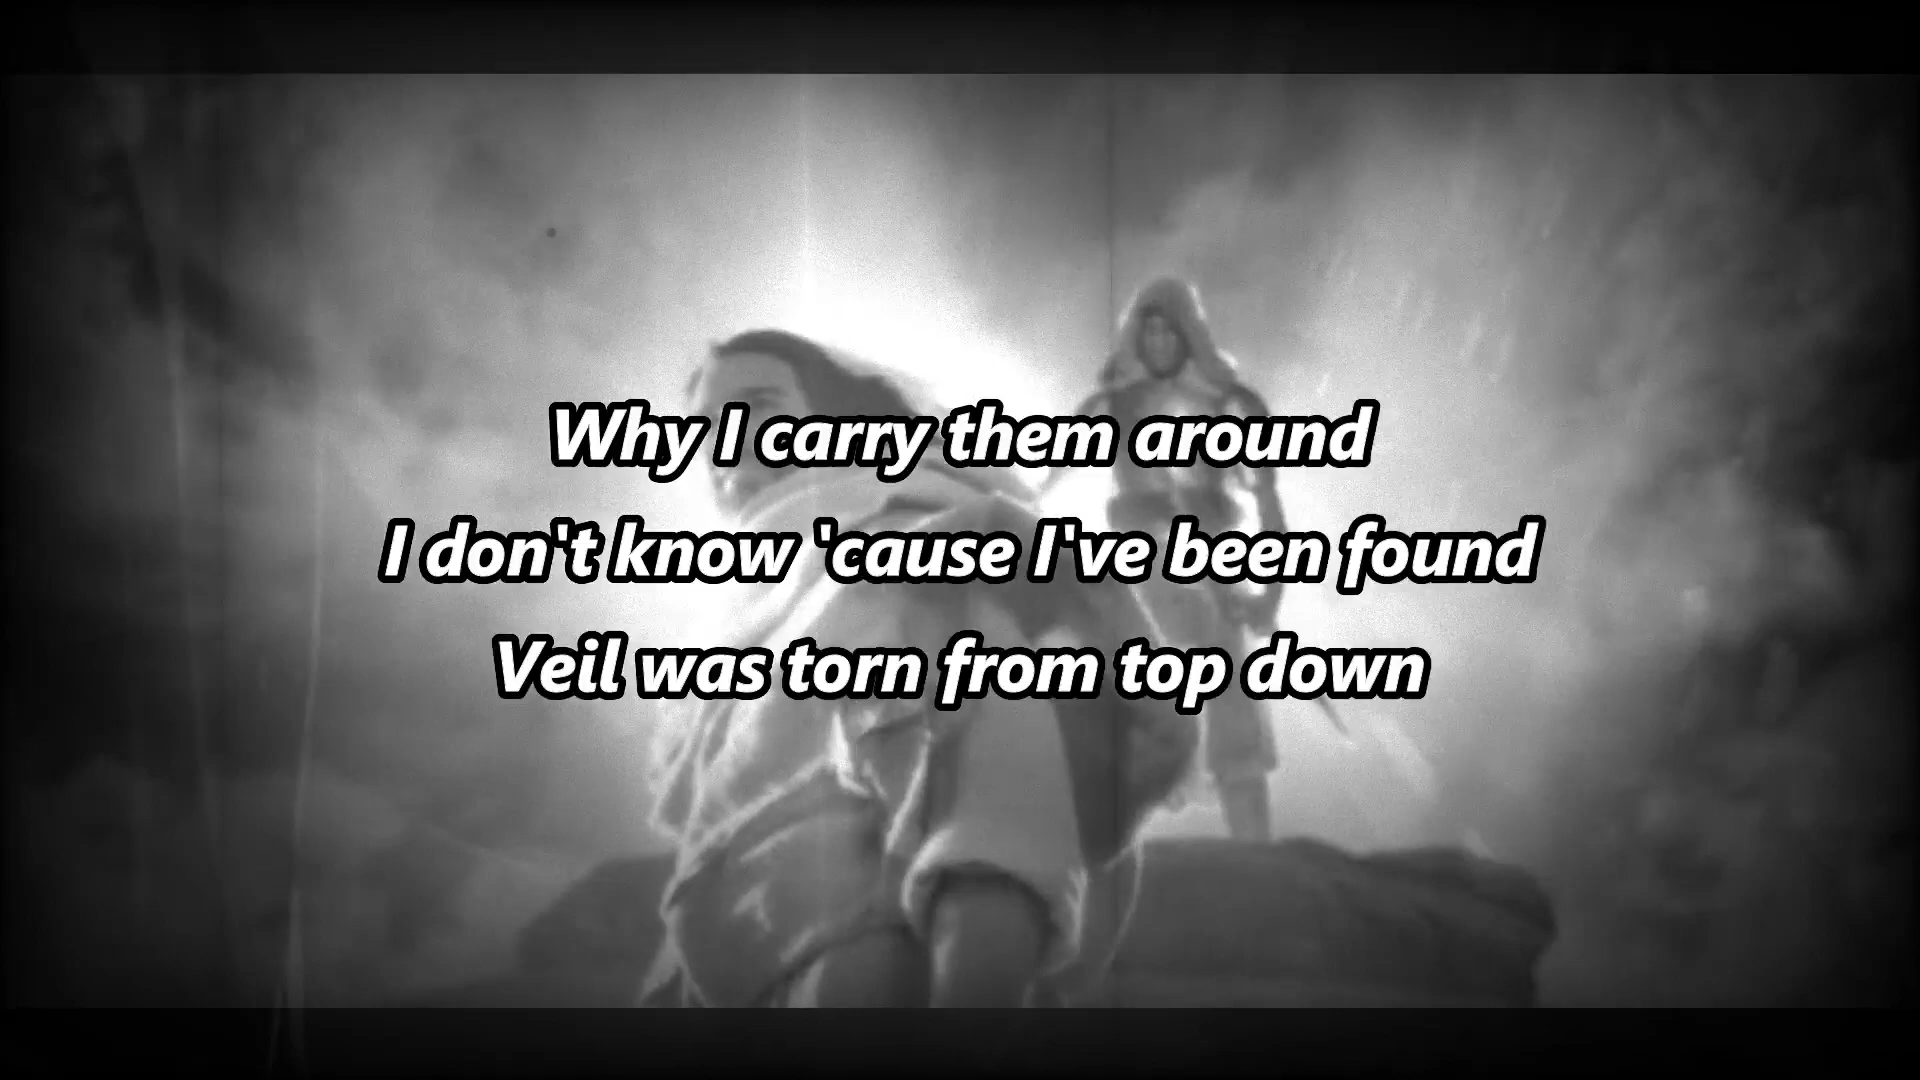 Why I carry them around
I don't know 'cause I've been found
Veil was torn from top down